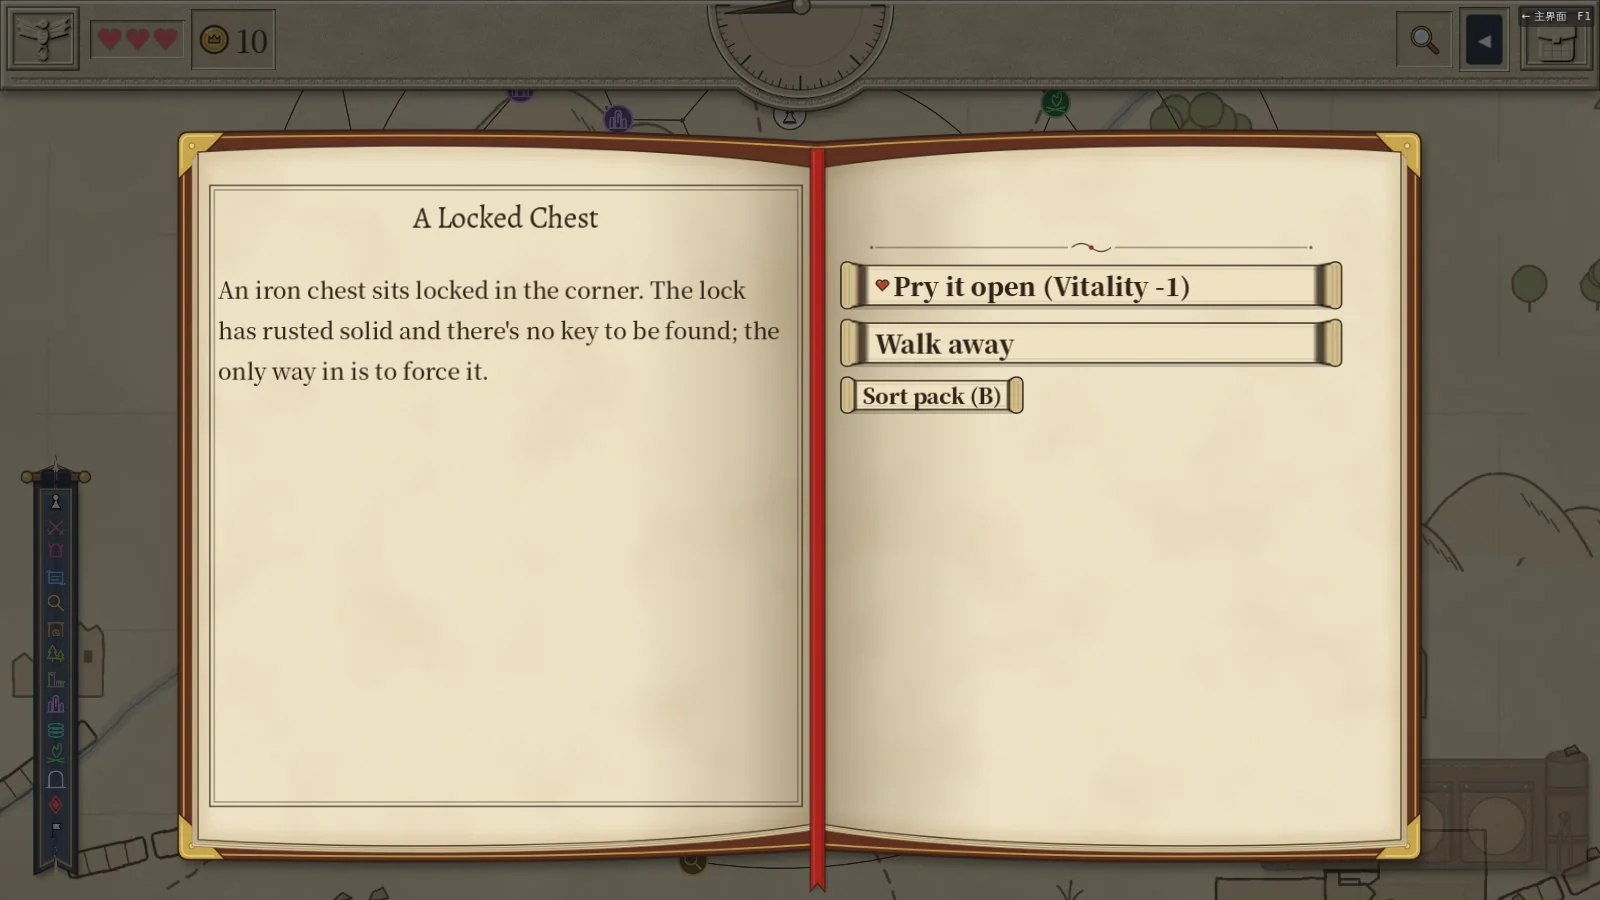 10
← 主界面 F1
A Locked Chest
An iron chest sits locked in the corner. The lock
has rusted solid and there's no key to be found; the
only way in is to force it.
Pry it open (Vitality -1)
Walk away
Sort pack (B)